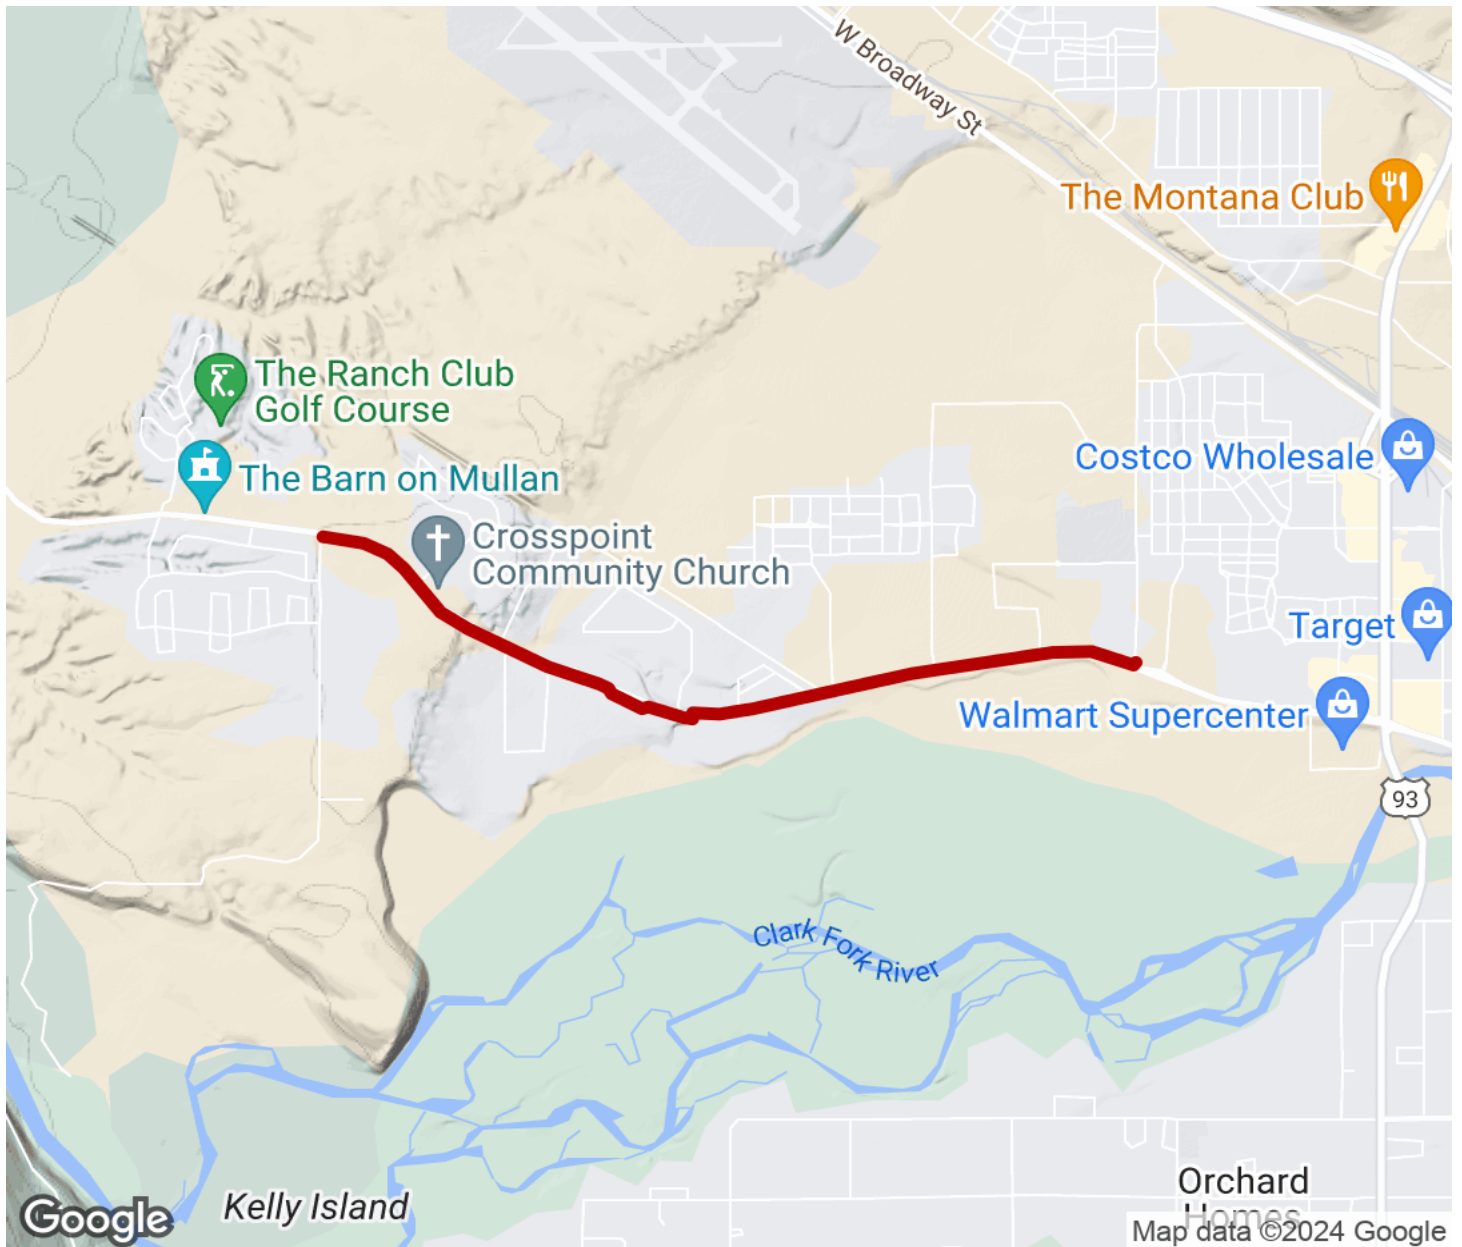 W Broadway St
The Montana Club
The Ranch Club
Golf Course
Costco Wholesale
The Barn on Mullan
Crosspoint
Community Church
Target
Walmart Supercenter
93
Clark Fork River
Orchard
Homes
Kelly Island
Google
Map data ©2024 Google